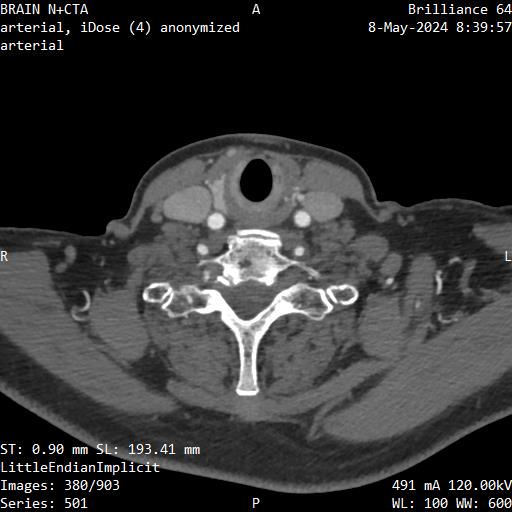 BRAIN N+CTA A Brilliance 64
arterial, iDose (4) anonymized 8-May-2024 8:39:57
arterial
R L
ST: 0.90 mm SL: 193.41 mm
LittleEndianImplicit
Images: 380/903 491 mA 120.00kV
Series: 501 P WL: 100 WW: 600